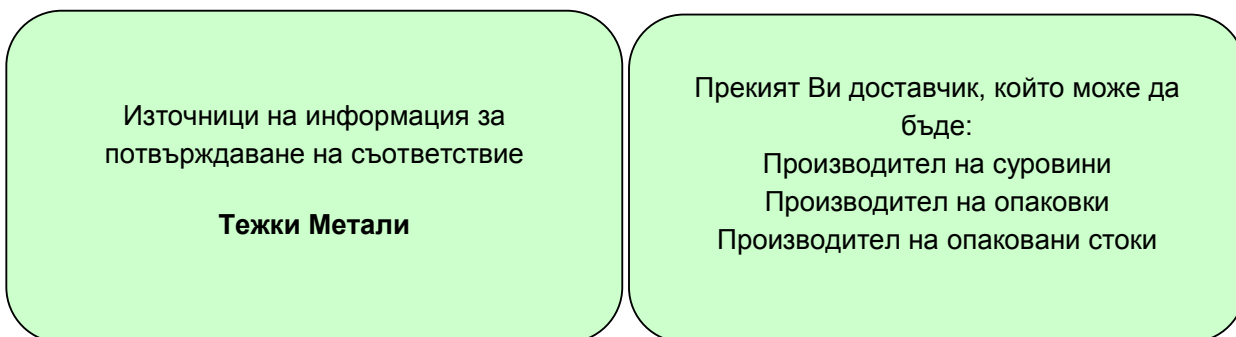 Източници на информация за
потвърждаване на съответствие
Тежки Метали
Прекият Ви доставчик, който може да
бъде:
Производител на суровини
Производител на опаковки
Производител на опаковани стоки